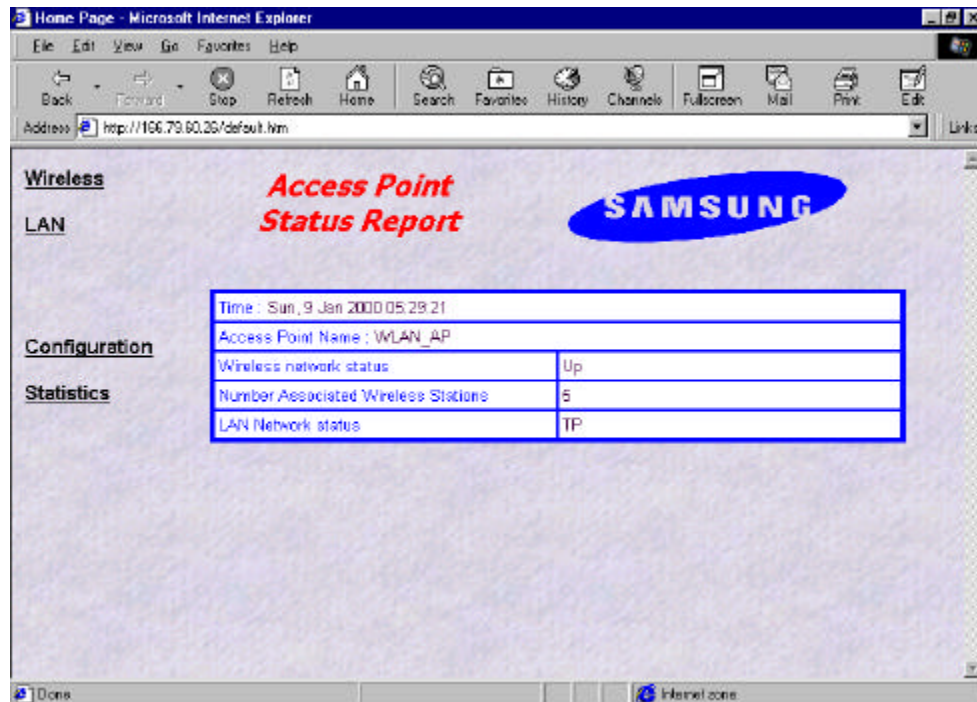 Home Page - Microsoft Internet Explorer
File Edit View Go Favorites Help
Back Forward Stop Refresh Home Search Favorites History Channels Fullscreen Mail Print Edit
Address http://166.79.60.26/default.htm Links
Wireless
LAN
Configuration
Statistics
Access Point
Status Report
SAMSUNG
Time : Sun, 9 Jan 2000 05:29:21
Access Point Name : WLAN_AP
Wireless network status Up
Number Associated Wireless Stations
LAN Network status TP
Done Internet zone